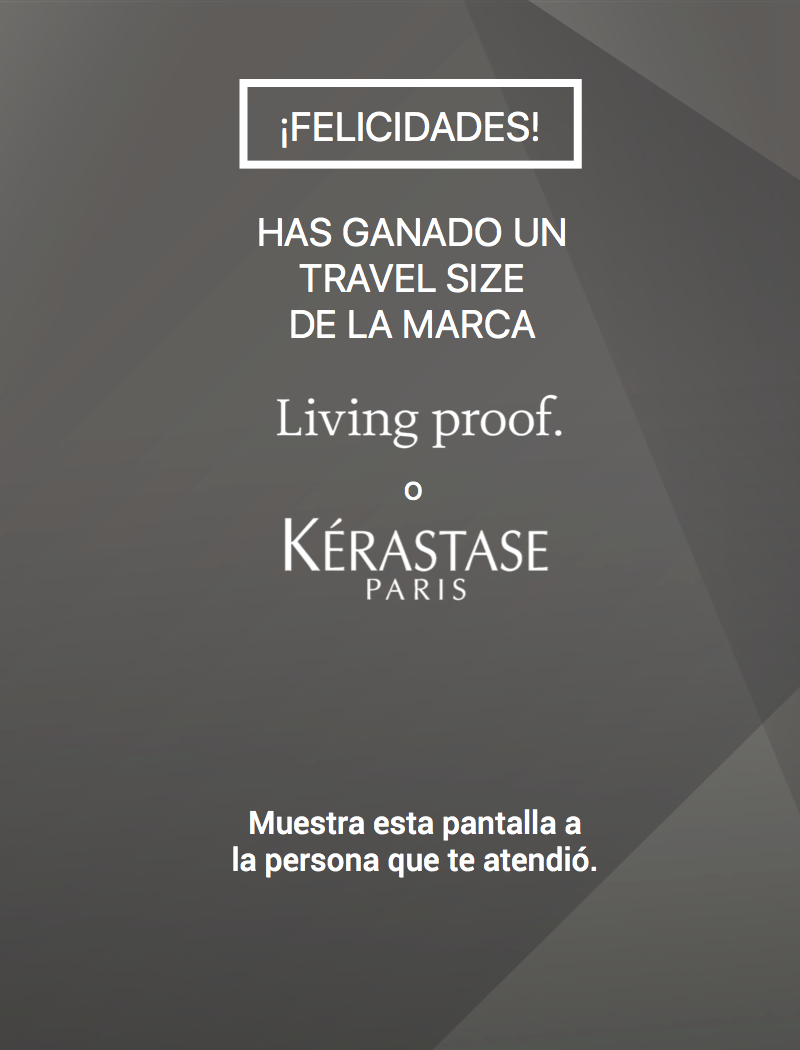 ¡FELICIDADES!
HAS GANADO UN
TRAVEL SIZE
DE LA MARCA
Living proof.
o
KÉRASTASE
PARIS
Muestra esta pantalla a
la persona que te atendió.